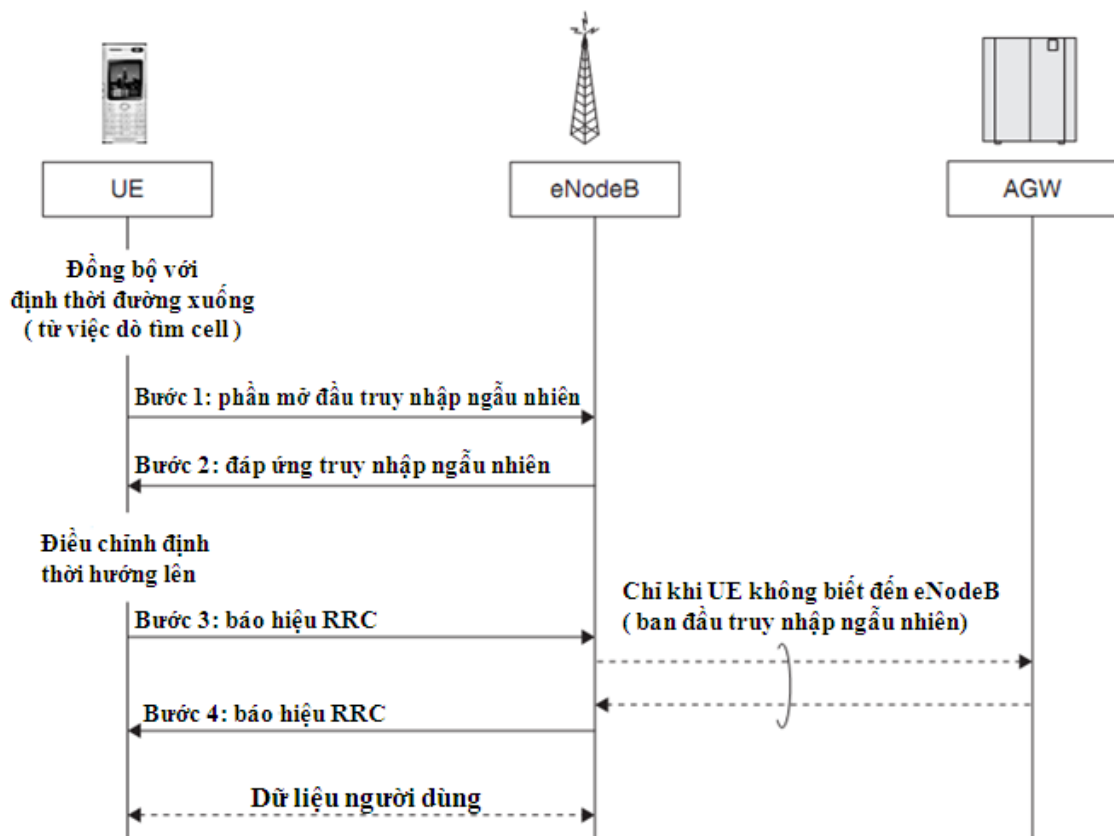 UE
eNodeB
AGW
Đồng bộ với
định thời đường xuống
( từ việc dò tìm cell )
Bước 1: phần mở đầu truy nhập ngẫu nhiên
Bước 2: đáp ứng truy nhập ngẫu nhiên
Điều chỉnh định
thời hướng lên
Chỉ khi UE không biết đến eNodeB
( ban đầu truy nhập ngẫu nhiên)
Bước 3: báo hiệu RRC
Bước 4: báo hiệu RRC
Dữ liệu người dùng